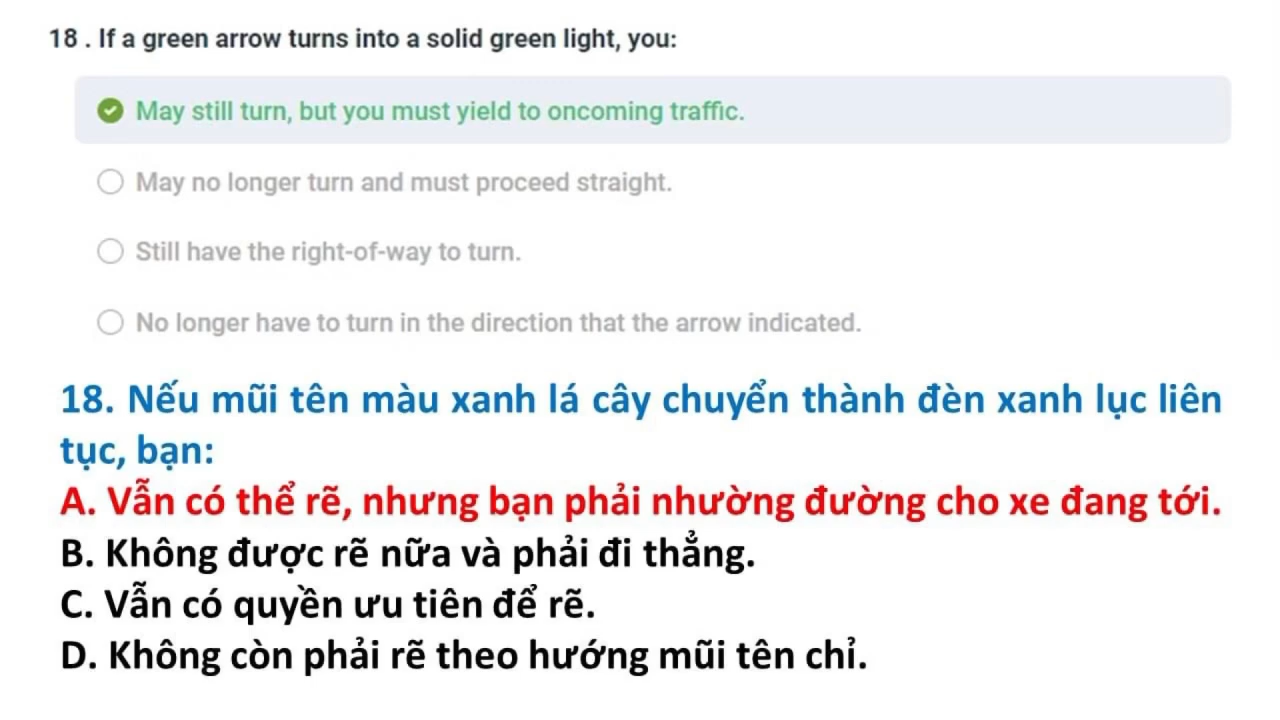 18 . If a green arrow turns into a solid green light, you:
May still turn, but you must yield to oncoming traffic.
May no longer turn and must proceed straight.
Still have the right-of-way to turn.
No longer have to turn in the direction that the arrow indicated.
18. Nếu mũi tên màu xanh lá cây chuyển thành đèn xanh lục liên
tục, bạn:
A. Vẫn có thể rẽ, nhưng bạn phải nhường đường cho xe đang tới.
B. Không được rẽ nữa và phải đi thẳng.
C. Vẫn có quyền ưu tiên để rẽ.
D. Không còn phải rẽ theo hướng mũi tên chỉ.